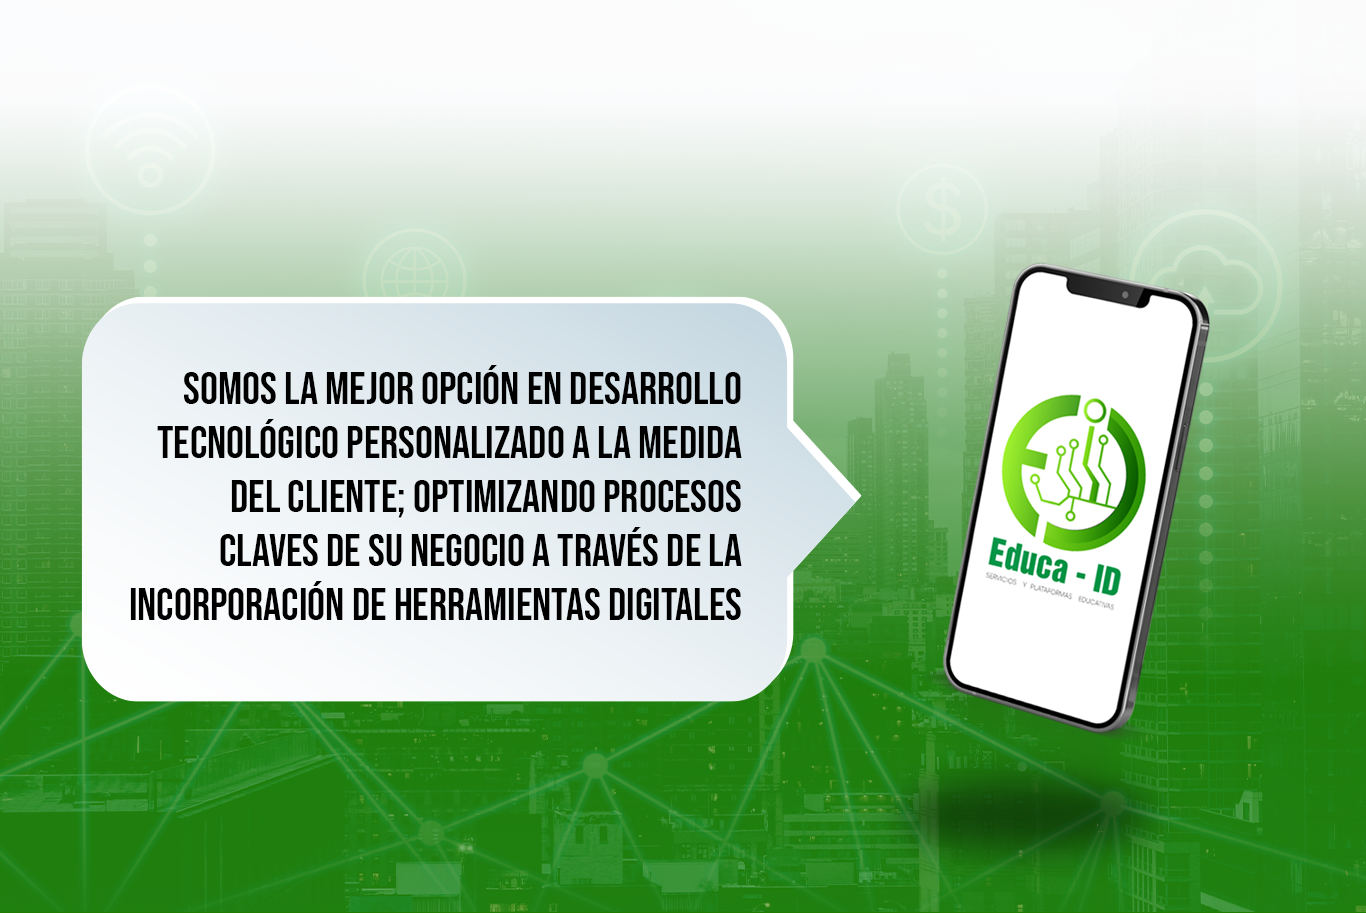 SOMOS LA MEJOR OPCIÓN EN DESARROLLO
TECNOLÓGICO PERSONALIZADO A LA MEDIDA
DEL CLIENTE; OPTIMIZANDO PROCESOS
CLAVES DE SU NEGOCIO A TRAVÉS DE LA
INCORPORACIÓN DE HERRAMIENTAS DIGITALES
Educa - ID
SERVICIOS Y PLATAFORMAS EDUCATIVAS